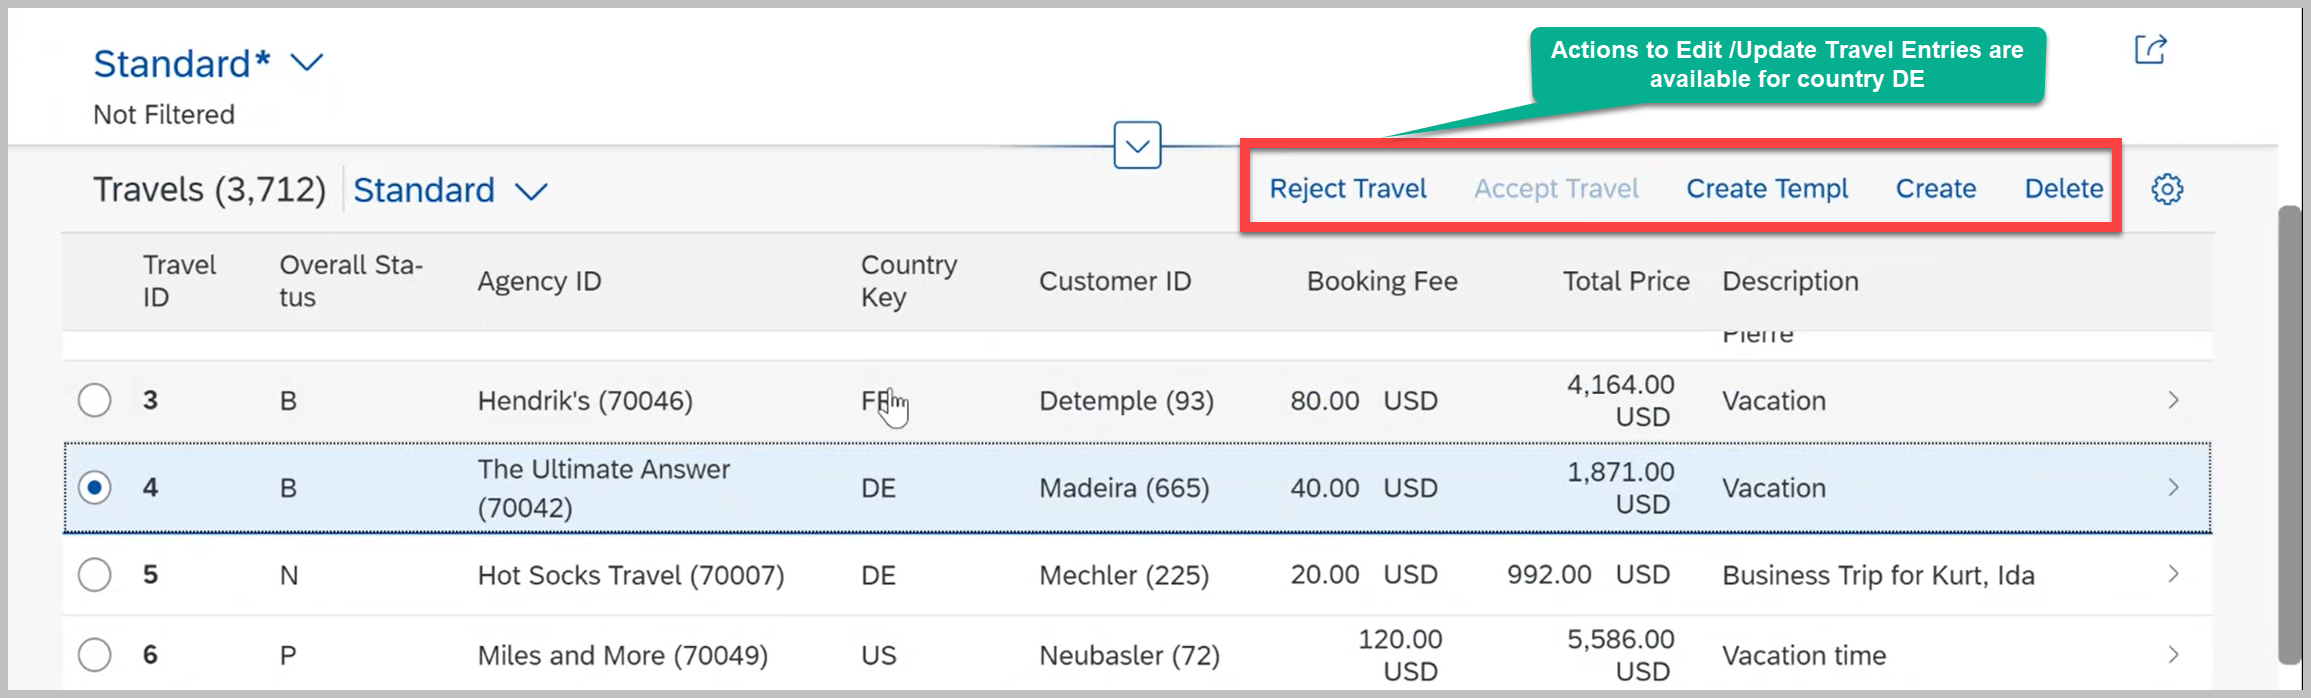 Standard*
Not Filtered
Actions to Edit /Update Travel Entries are
available for country DE
Travels (3,712) Standard
Reject Travel Accept Travel Create Templ Create Delete
Travel ID Overall Sta-tus Agency ID Country Key Customer ID Booking Fee Total Price Description
Pierre
3 B Hendrik's (70046) Detemple (93) 80.00 USD 4,164.00 USD Vacation
4 B The Ultimate Answer (70042) DE Madeira (665) 40.00 USD 1,871.00 USD Vacation
5 N Hot Socks Travel (70007) DE Mechler (225) 20.00 USD 992.00 USD Business Trip for Kurt, Ida
6 P Miles and More (70049) US Neubasler (72) 120.00 USD 5,586.00 USD Vacation time